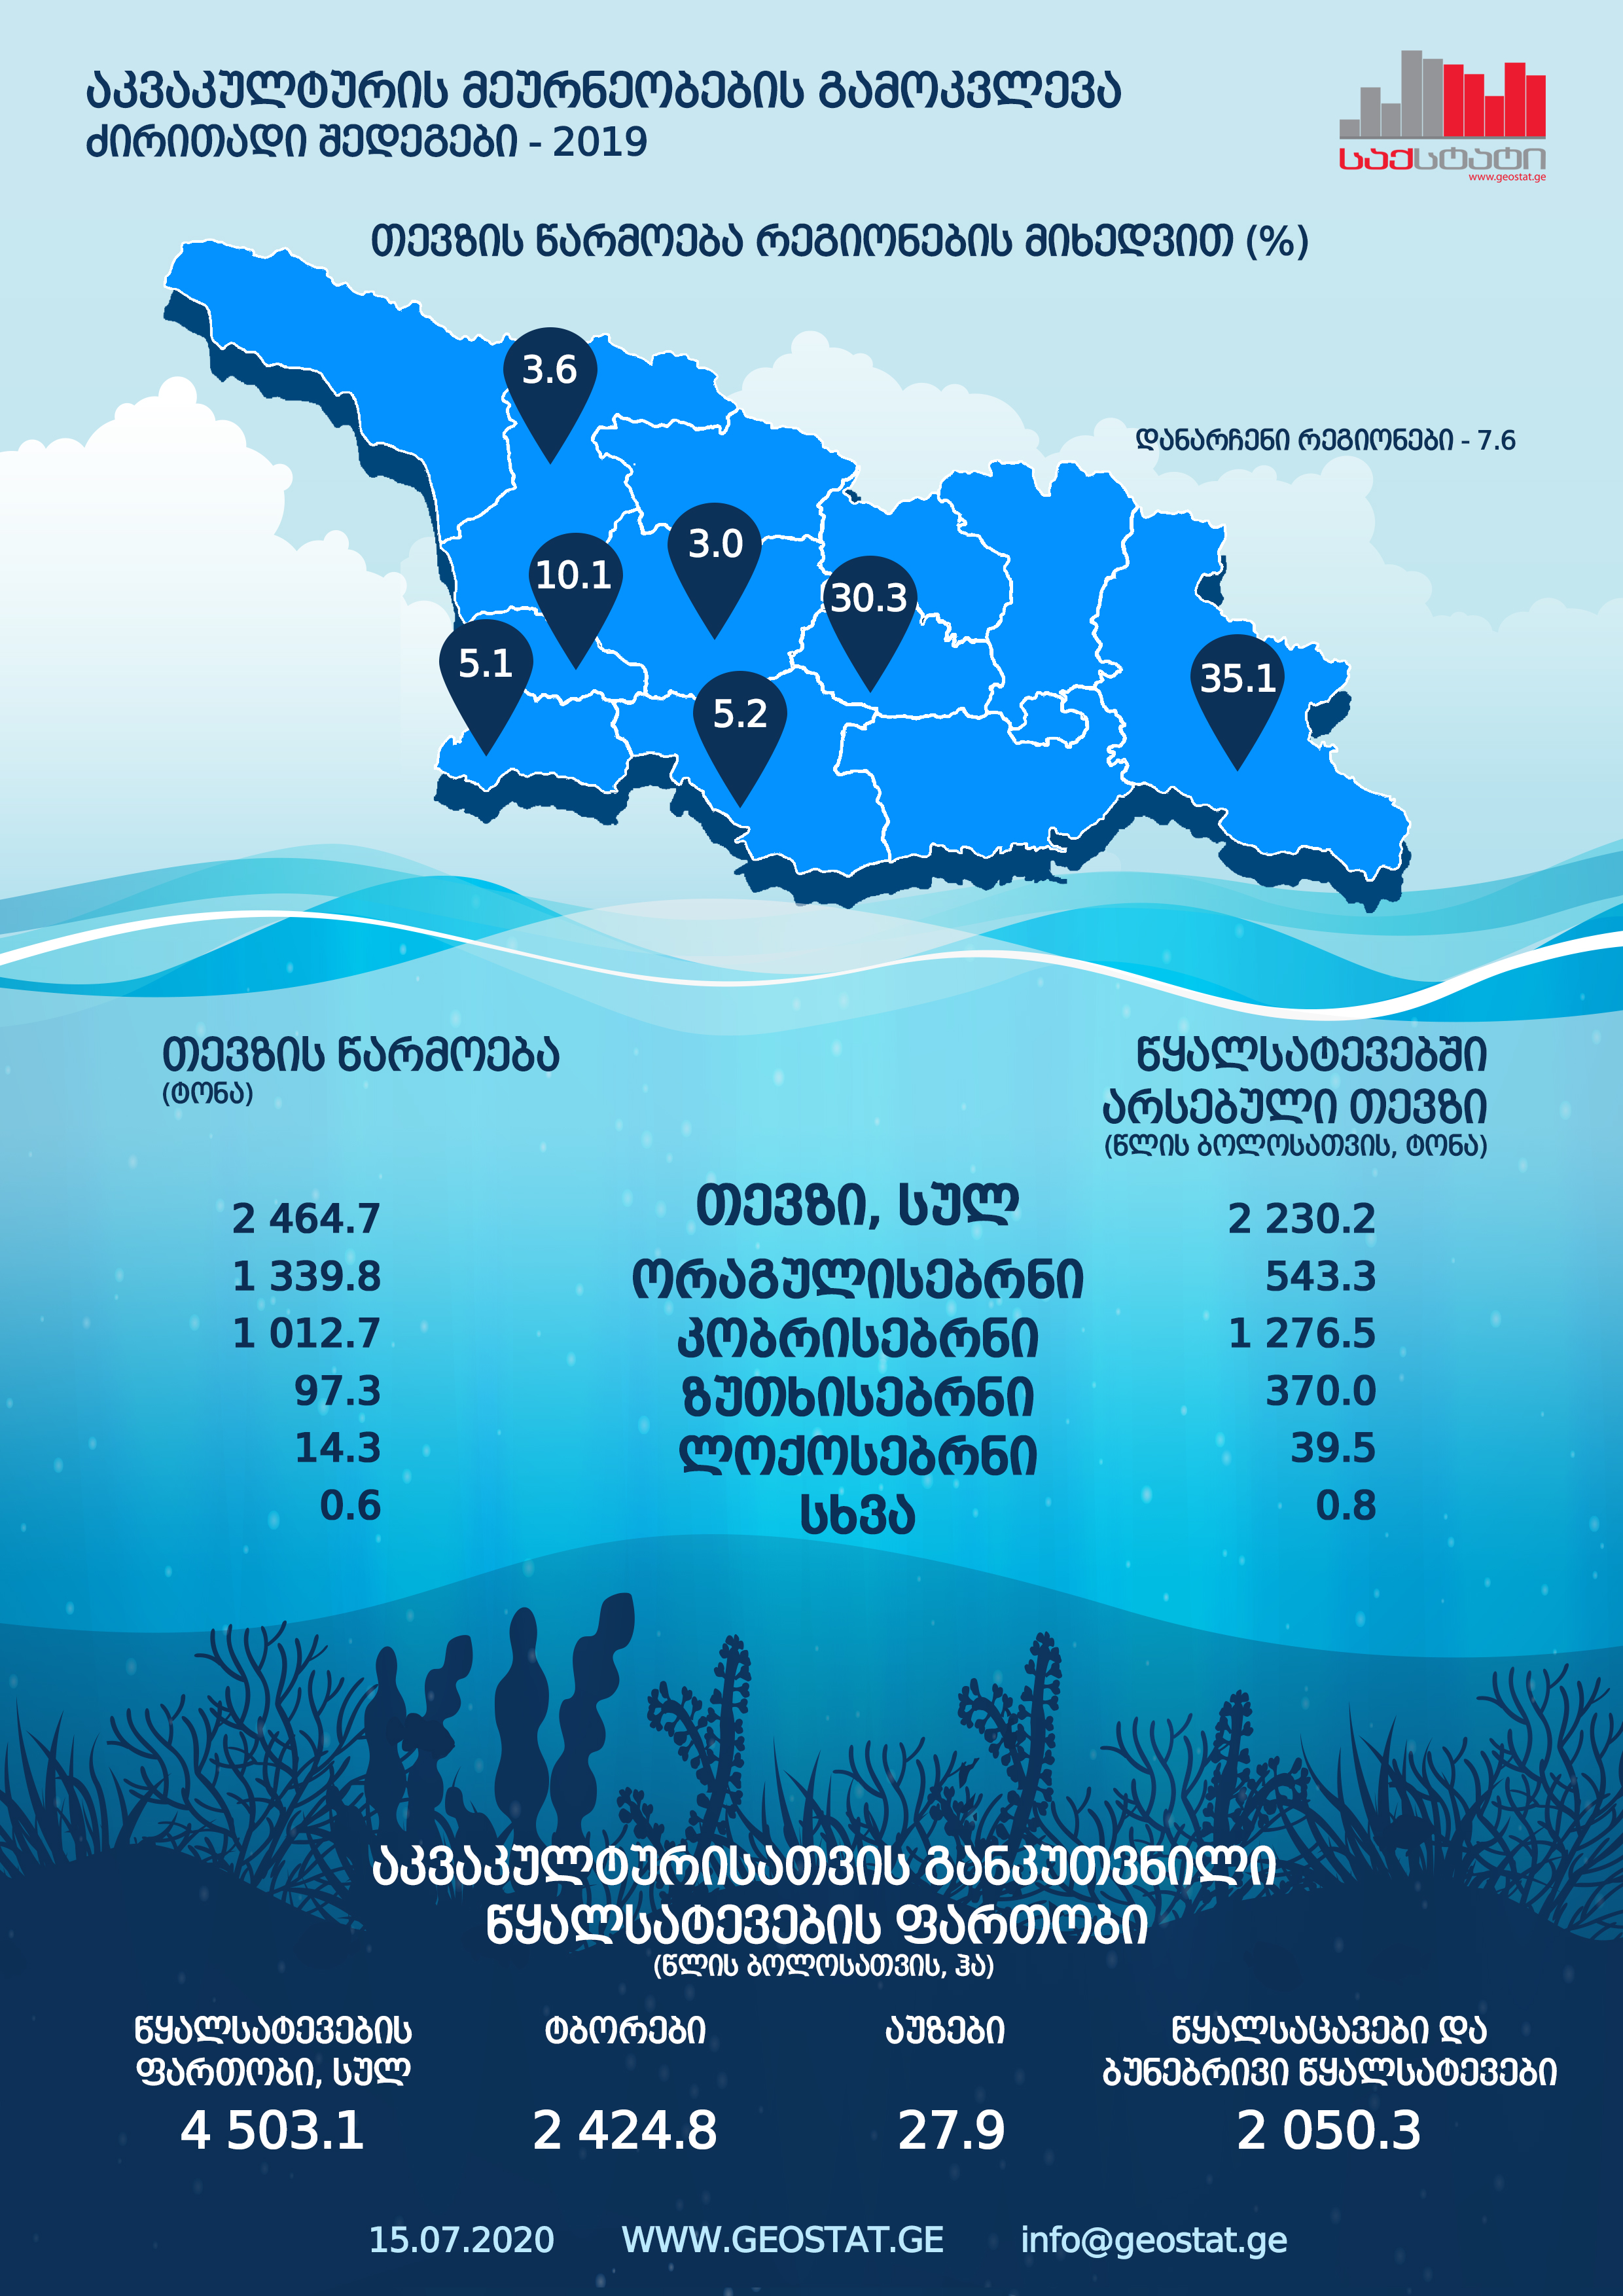 აკვაკულტურის მეურნეობების გამოკვლევა
ძირითადი შედეგები - 2019
საქსტატი
www.geostat.ge
თევზის წარმოება რეგიონების მიხედვით (%)
3.6
დანარჩენი რეგიონები - 7.6
3.0
10.1
30.3
5.1
35.1
5.2
თევზის წარმოება
(ტონა)
წყალსატევებში
არსებული თევზი
(წლის ბოლოსათვის, ტონა)
2 464.7 თევზი, სულ 2 230.2
1 339.8 ორაგულისებრნი 543.3
1 012.7 კობრისებრნი 1 276.5
97.3 ზუთხისებრნი 370.0
14.3 ლოქოსებრნი 39.5
0.6 სხვა 0.8
აკვაკულტურისათვის განკუთვნილი
წყალსატევების ფართობი
(წლის ბოლოსათვის, ჰა)
წყალსატევების
ფართობი, სულ
4 503.1
ტბორები
2 424.8
აუზები
27.9
წყალსაცავები და
ბუნებრივი წყალსატევები
2 050.3
15.07.2020 WWW.GEOSTAT.GE info@geostat.ge